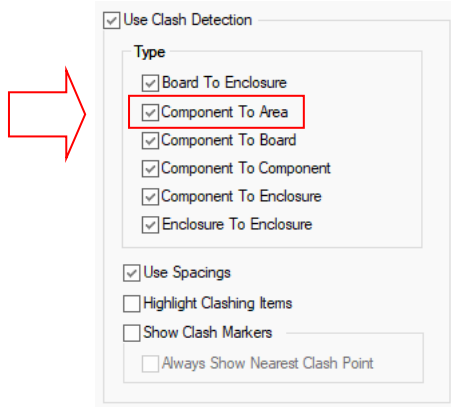 Use Clash Detection
Type
Board To Enclosure
Component To Area
Component To Board
Component To Component
Component To Enclosure
Enclosure To Enclosure
Use Spacings
Highlight Clashing Items
Show Clash Markers
Always Show Nearest Clash Point